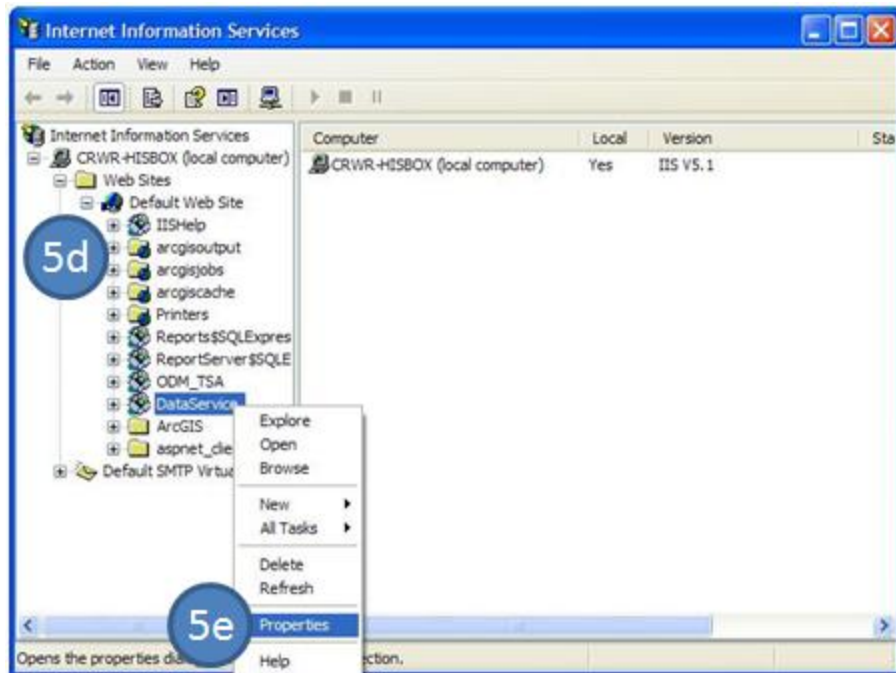 Internet Information Services
File Action View Help
Internet Information Services
CRWR-HISBOX (local computer)
Web Sites
Default Web Site
IISHelp
5d
arcgisoutput
arcgisjobs
arcgiscache
Printers
Reports$SQLExpres
ReportServer$SQLE
ODM_TSA
DataService
ArcGIS
aspnet_clie
Default SMTP Virtua
Computer Local Version Sta
CRWR-HISBOX (local computer) Yes IIS V5.1
Explore
Open
Browse
New
All Tasks
Delete
Refresh
5e
Properties
Help
Opens the properties dia ction.